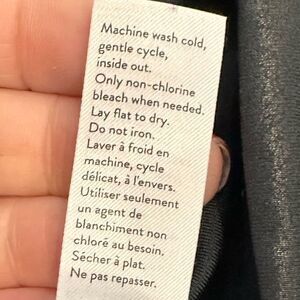 Machine wash cold,
gentle cycle,
inside out.
Only non-chlorine
bleach when needed.
Lay flat to dry.
Do not iron.
Laver à froid en
machine, cycle
délicat, à l'envers.
Utiliser seulement
un agent de
blanchiment non
chloré au besoin.
Sécher à plat.
Ne pas repasser.